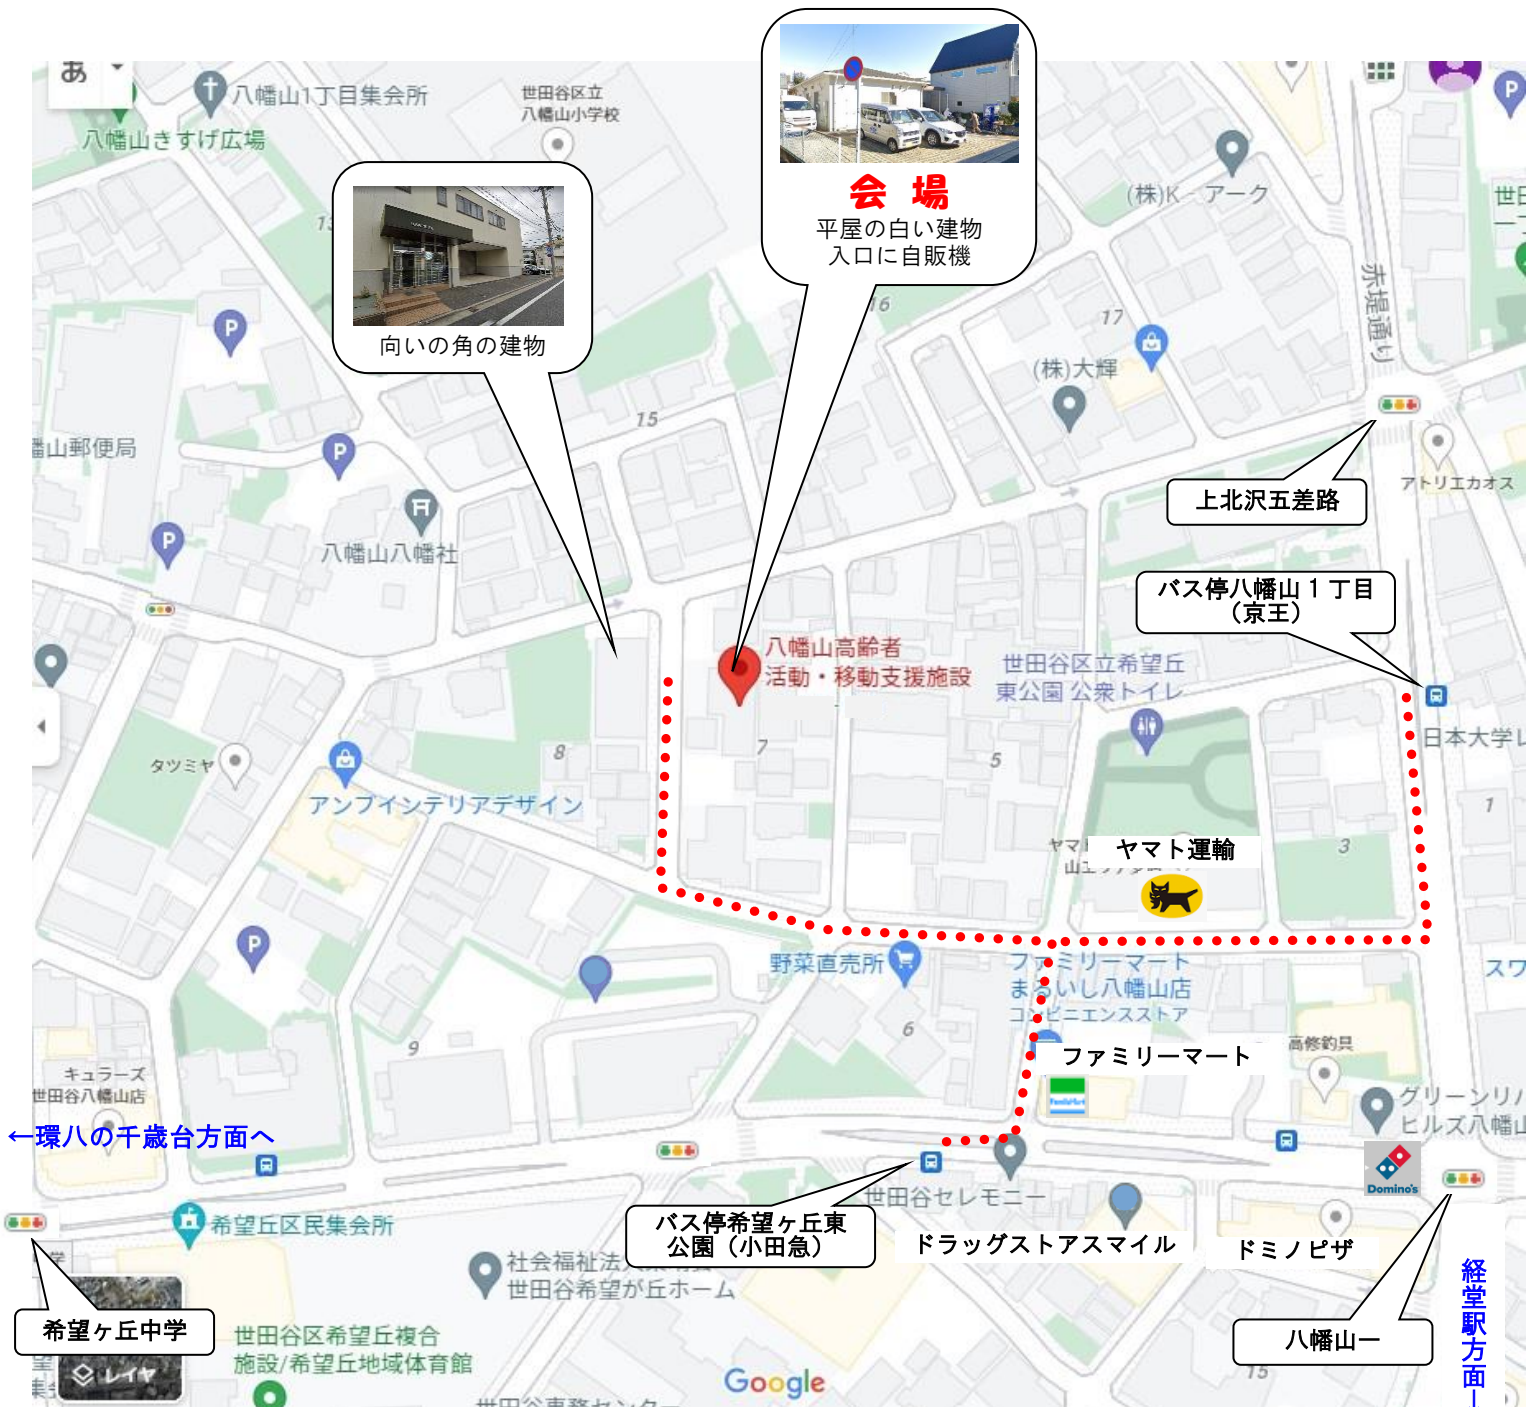 あ
八幡山1丁目集会所
八幡山きすげ広場
世田谷区立
八幡山小学校
会 場
平屋の白い建物
入口に自販機
向いの角の建物
(株)K－アーク
赤堤通り
16
17
(株)大輝
15
幡山郵便局
八幡山八幡社
上北沢五差路
アトリエカオス
バス停八幡山1丁目
（京王）
八幡山高齢者
活動・移動支援施設
世田谷区立希望丘
東公園 公衆トイレ
日本大学レ
タツミヤ
8
7
5
アンブインテリアデザイン
1
3
ヤマト運輸
野菜直売所
ファミリーマート
まるいし八幡山店
コンビニエンスストア
スワ
6
9
高修釣具
ファミリーマート
FamilyMart
キュラーズ
世田谷八幡山店
グリーンリバ
ヒルズ八幡山
←環八の千歳台方面へ
Domino's
世田谷セレモニー
希望丘区民集会所
バス停希望ヶ丘東
公園（小田急）
ドラッグストアスマイル
ドミノピザ
社会福祉法人
世田谷希望が丘ホーム
希望ヶ丘中学
世田谷区希望丘複合
施設/希望丘地域体育館
八幡山一
経堂駅方面
レイヤ
Google
15